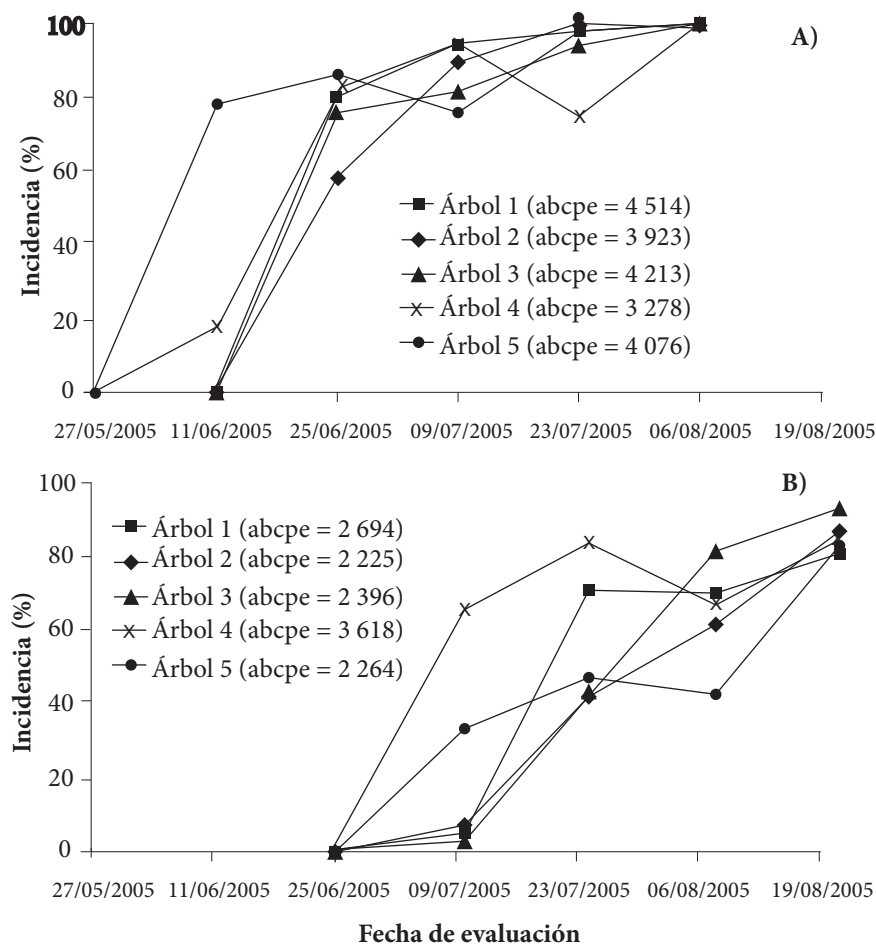 100
A)
80
60
40
20
0
Incidencia (%)
Árbol 1 (abcpe = 4 514)
Árbol 2 (abcpe = 3 923)
Árbol 3 (abcpe = 4 213)
Árbol 4 (abcpe = 3 278)
Árbol 5 (abcpe = 4 076)
27/05/2005 11/06/2005 25/06/2005 09/07/2005 23/07/2005 06/08/2005 19/08/2005
100
B)
80
60
40
20
0
Incidencia (%)
Árbol 1 (abcpe = 2 694)
Árbol 2 (abcpe = 2 225)
Árbol 3 (abcpe = 2 396)
Árbol 4 (abcpe = 3 618)
Árbol 5 (abcpe = 2 264)
27/05/2005 11/06/2005 25/06/2005 09/07/2005 23/07/2005 06/08/2005 19/08/2005
Fecha de evaluación